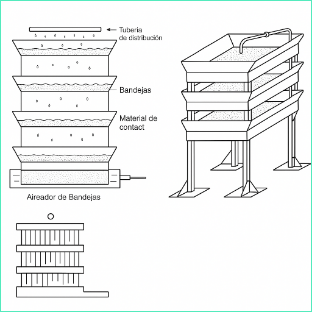 Tubería
de distribución
Bandejas
Material de
contact
Aireador de Bandejas